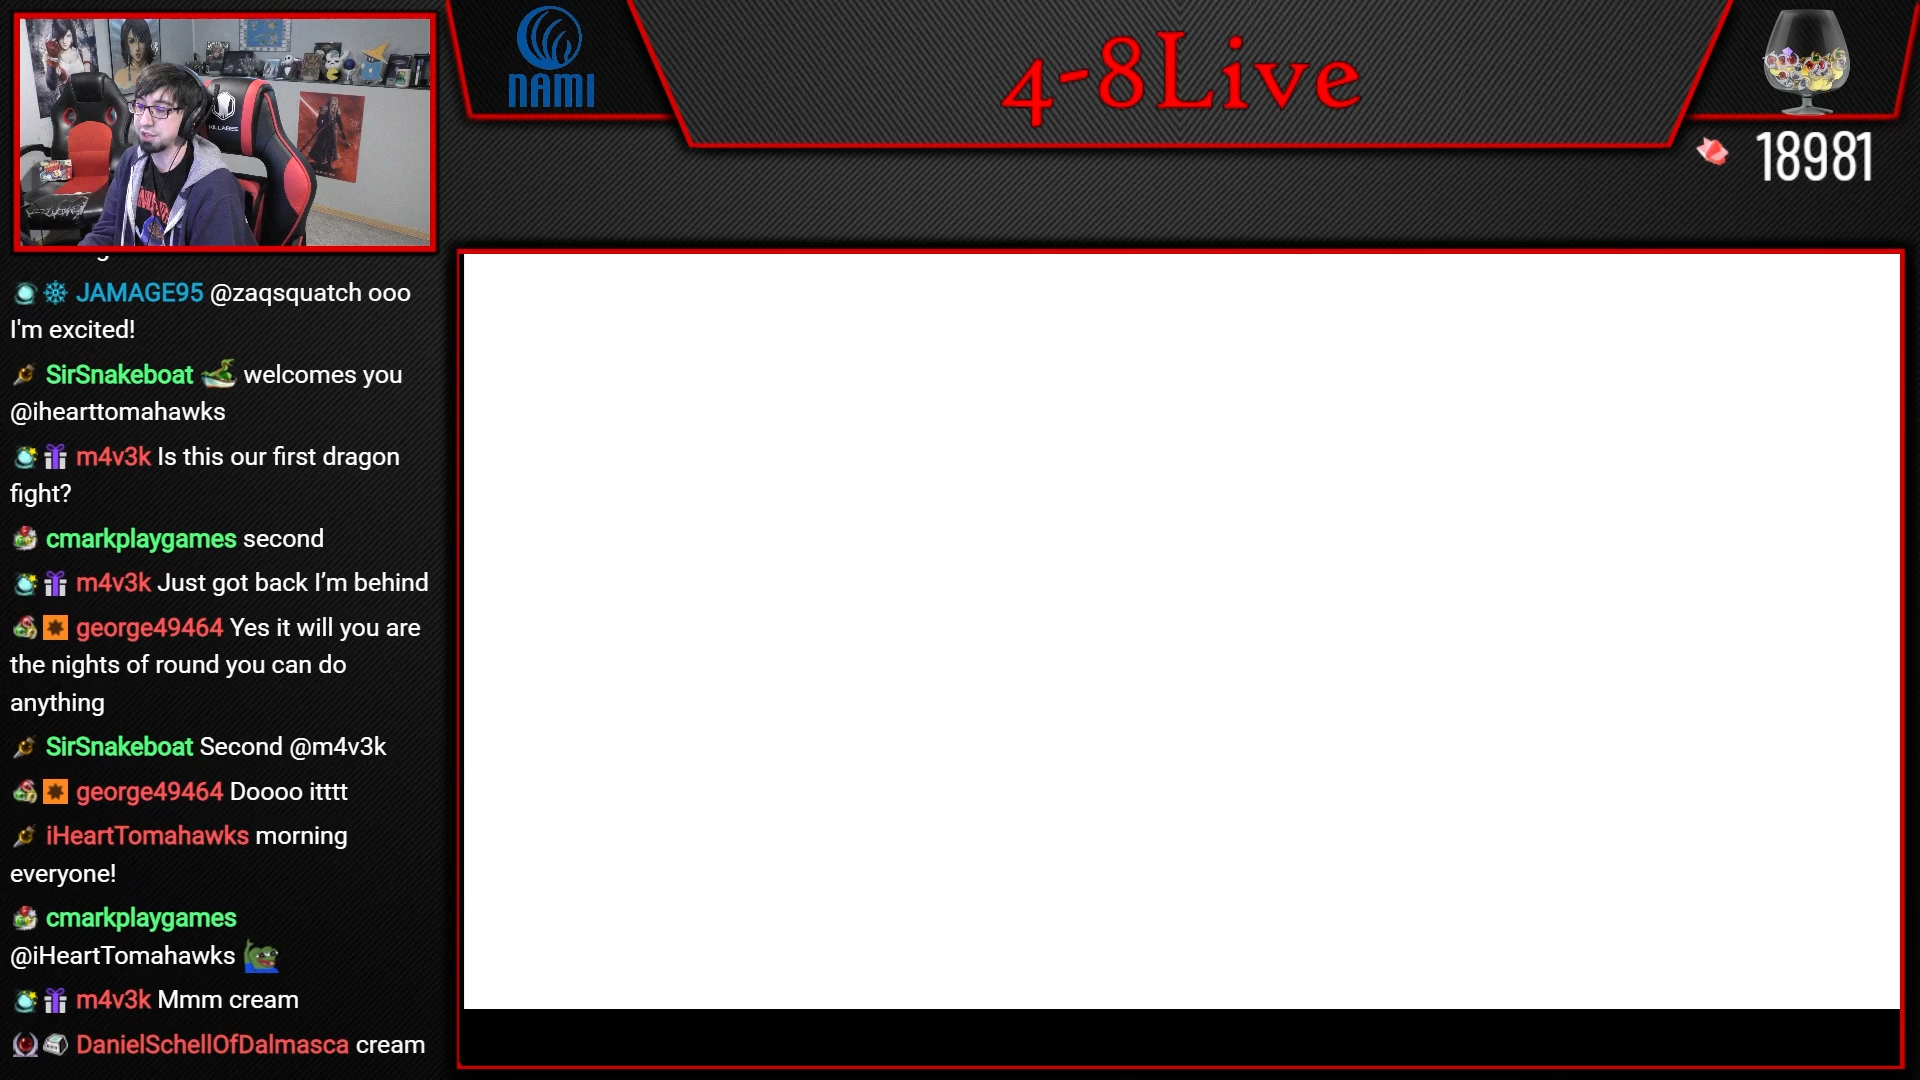 NAMI
4-8Live
18981
KILLABEE
JAMAGE95 @zaqsquatch ooo
I'm excited!
SirSnakeboat welcomes you
@ihearttomahawks
m4v3k Is this our first dragon
fight?
cmarkplaygames second
m4v3k Just got back I’m behind
george49464 Yes it will you are
the nights of round you can do
anything
SirSnakeboat Second @m4v3k
george49464 Doooo itttt
iHeartTomahawks morning
everyone!
cmarkplaygames
@iHeartTomahawks
m4v3k Mmm cream
DanielSchellOfDalmasca cream